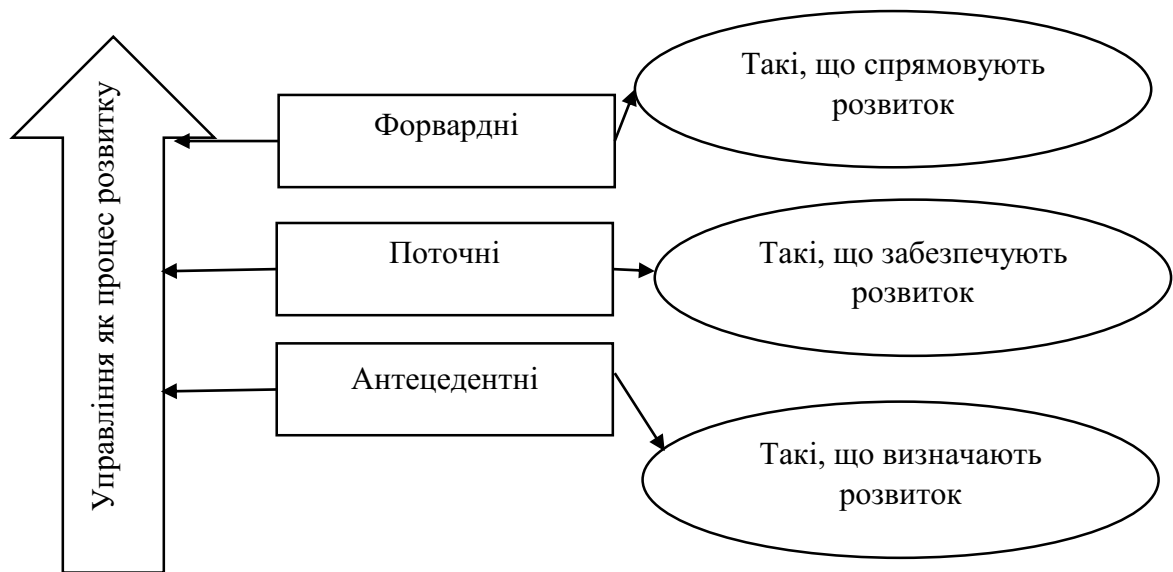 Управління як процес розвитку
Форвардні
Такі, що спрямовують
розвиток
Поточні
Такі, що забезпечують
розвиток
Антецедентні
Такі, що визначають
розвиток